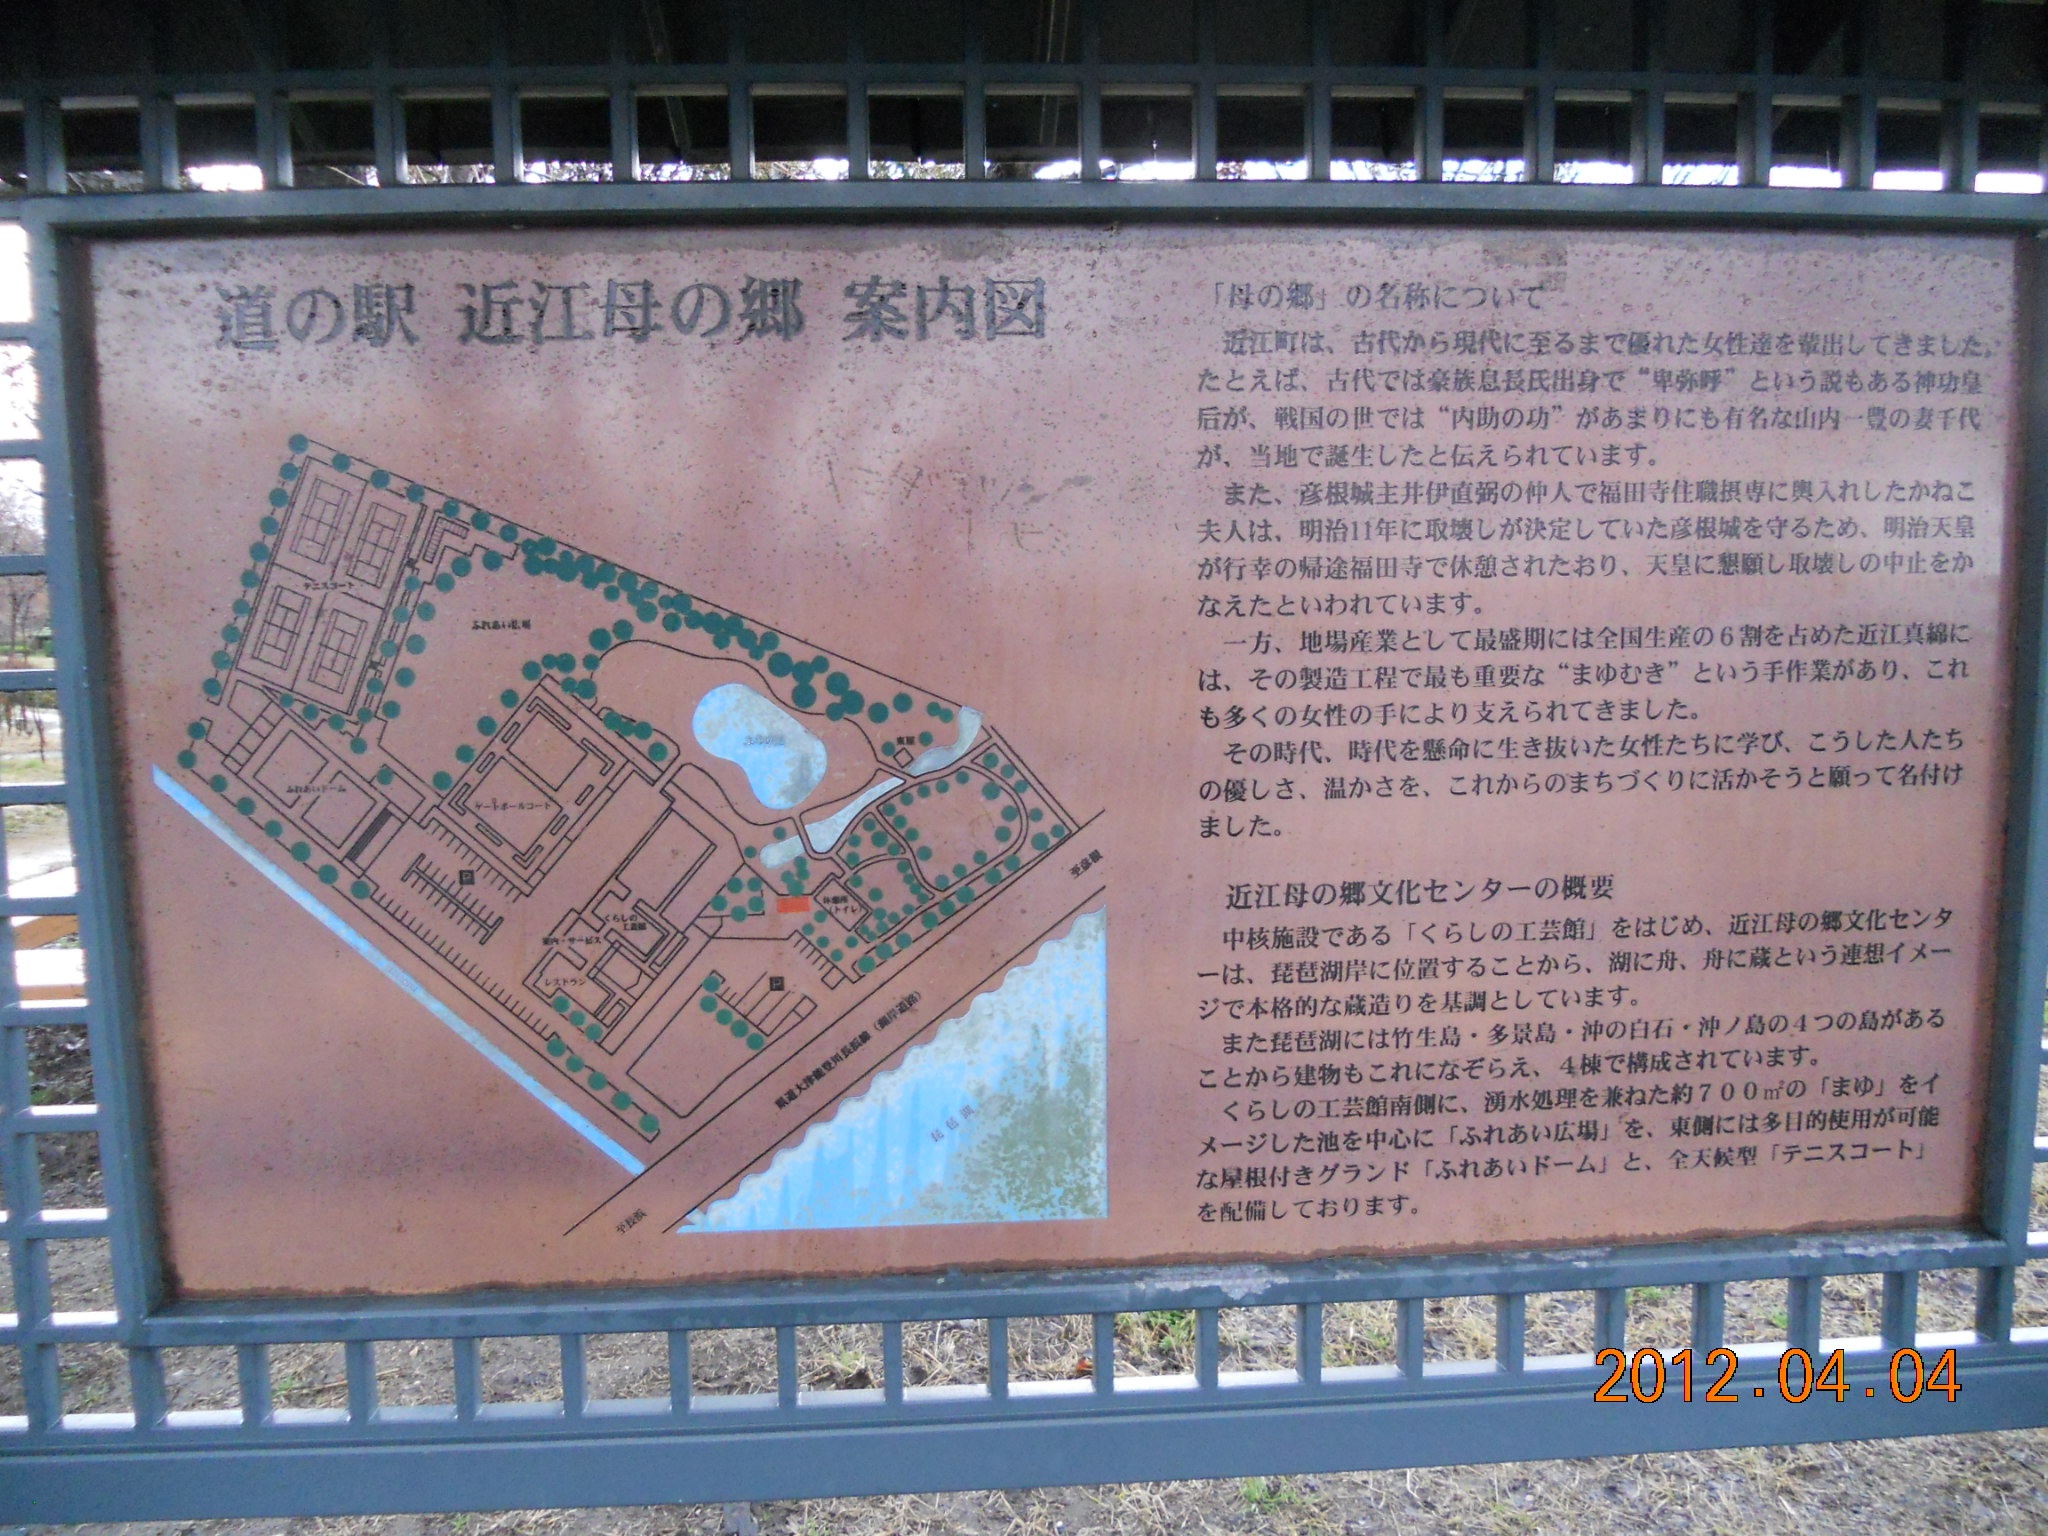 道の駅 近江母の郷 案内図
テニスコート
ふれあい広場
東屋
ふれあいドーム
ゲートボールコート
P
くらしの
工芸館
休憩所
(トイレ)
案内・サービス
レストラン
P
至彦根
県道大津能登川長浜線(湖岸道路)
琵琶湖
至長浜
「母の郷」の名称について
近江町は、古代から現代に至るまで優れた女性達を輩出してきました。
たとえば、古代では豪族息長氏出身で“卑弥呼”という説もある神功皇
后が、戦国の世では“内助の功”があまりにも有名な山内一豊の妻千代
が、当地で誕生したと伝えられています。
また、彦根城主井伊直弼の仲人で福田寺住職摂専に輿入れしたかねこ
夫人は、明治11年に取壊しが決定していた彦根城を守るため、明治天皇
が行幸の帰途福田寺で休憩されたおり、天皇に懇願し取壊しの中止をか
なえたといわれています。
一方、地場産業として最盛期には全国生産の6割を占めた近江真綿に
は、その製造工程で最も重要な“まゆむき”という手作業があり、これ
も多くの女性の手により支えられてきました。
その時代、時代を懸命に生き抜いた女性たちに学び、こうした人たち
の優しさ、温かさを、これからのまちづくりに活かそうと願って名付け
ました。
近江母の郷文化センターの概要
中核施設である「くらしの工芸館」をはじめ、近江母の郷文化センタ
ーは、琵琶湖岸に位置することから、湖に舟、舟に蔵という連想イメー
ジで本格的な蔵造りを基調としています。
また琵琶湖には竹生島・多景島・沖の白石・沖ノ島の4つの島がある
ことから建物もこれになぞらえ、4棟で構成されています。
くらしの工芸館南側に、湧水処理を兼ねた約700㎡の「まゆ」をイ
メージした池を中心に「ふれあい広場」を、東側には多目的使用が可能
な屋根付きグランド「ふれあいドーム」と、全天候型「テニスコート」
を配備しております。
2012.04.04